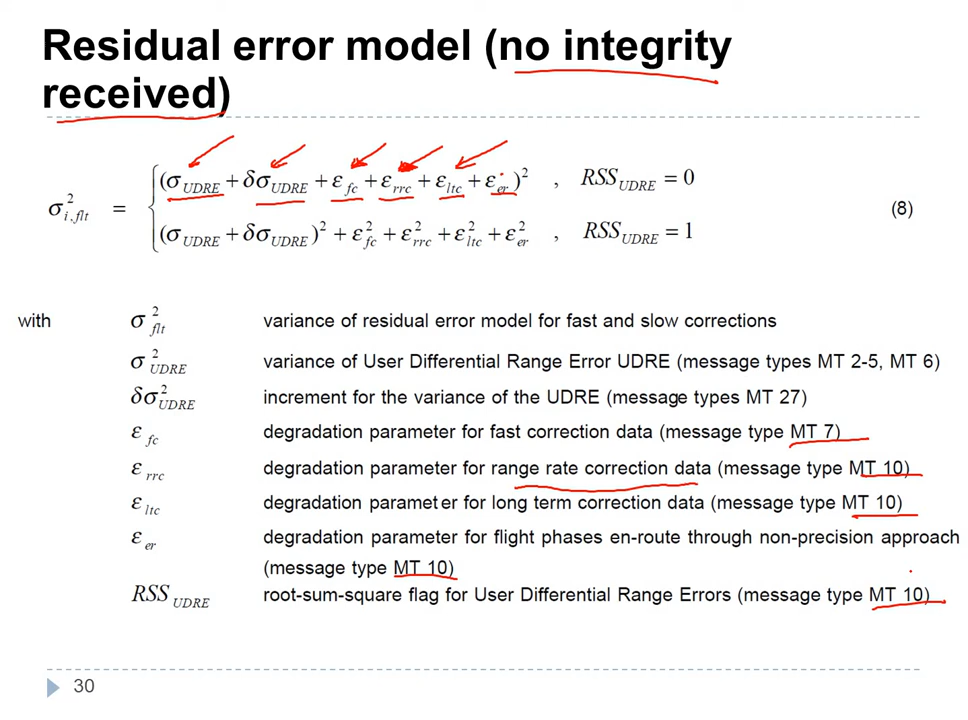 Residual error model (no integrity
received)
σ²i,flt = { (σUDRE + δσUDRE + εfc + εrrc + εltc + εer)² , RSSUDRE = 0
(σUDRE + δσUDRE)² + ε²fc + ε²rrc + ε²ltc + ε²er , RSSUDRE = 1
(8)
with σ²flt variance of residual error model for fast and slow corrections
σ²UDRE variance of User Differential Range Error UDRE (message types MT 2-5, MT 6)
δσ²UDRE increment for the variance of the UDRE (message types MT 27)
εfc degradation parameter for fast correction data (message type MT 7)
εrrc degradation parameter for range rate correction data (message type MT 10)
εltc degradation parameter for long term correction data (message type MT 10)
εer degradation parameter for flight phases en-route through non-precision approach
(message type MT 10)
RSSUDRE root-sum-square flag for User Differential Range Errors (message type MT 10)
30